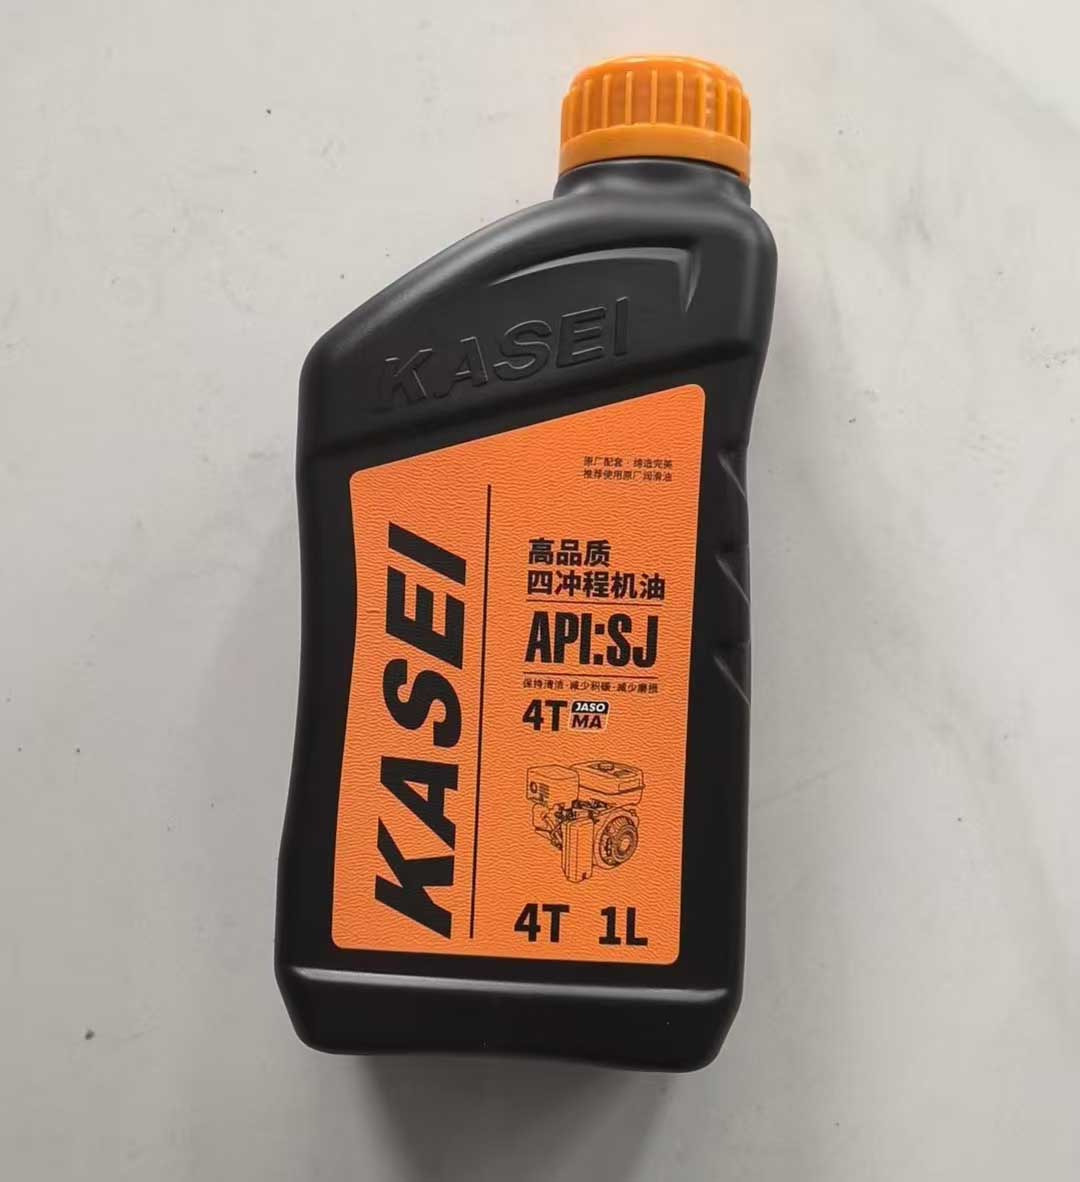 KASEI
原厂配套·缔造完美
推荐使用原厂润滑油
KASEI
高品质
四冲程机油
API:SJ
保持清洁·减少积碳·减少磨损
4T JASO
MA
4T 1L